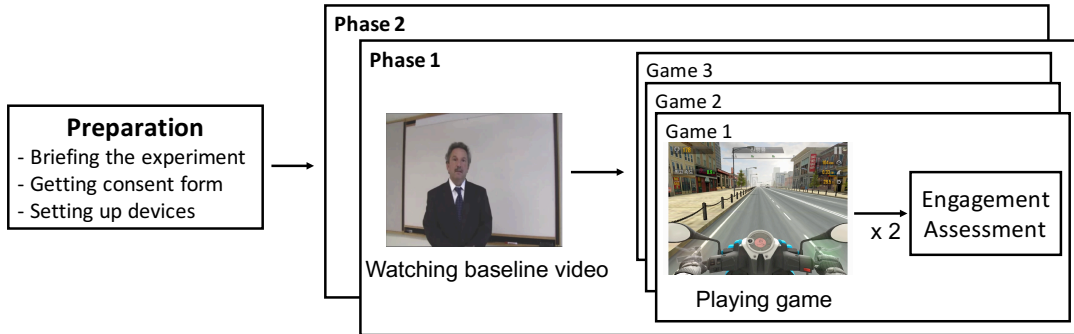 Preparation
- Briefing the experiment
- Getting consent form
- Setting up devices
Phase 2
Phase 1
Watching baseline video
Game 3
Game 2
Game 1
Playing game
x 2
Engagement
Assessment